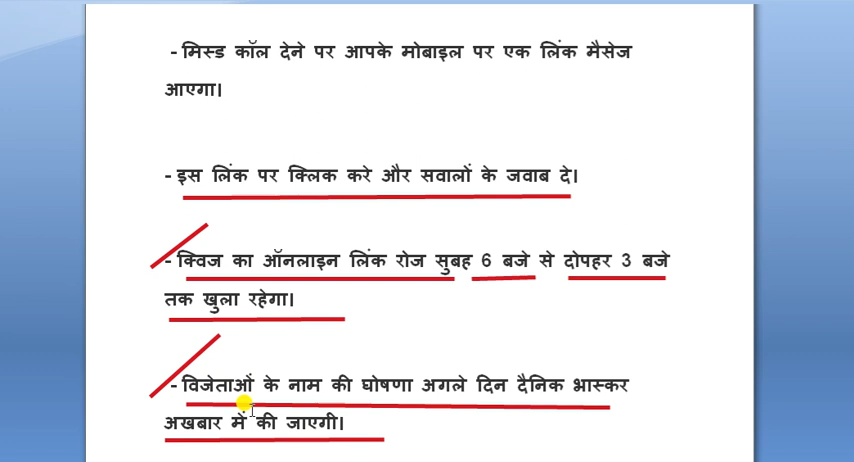 - मिस्ड कॉल देने पर आपके मोबाइल पर एक लिंक मैसेज
आएगा।
- इस लिंक पर क्लिक करे और सवालों के जवाब दे।
- क्विज का ऑनलाइन लिंक रोज सुबह 6 बजे से दोपहर 3 बजे
तक खुला रहेगा।
- विजेताओं के नाम की घोषणा अगले दिन दैनिक भास्कर
अखबार में की जाएगी।